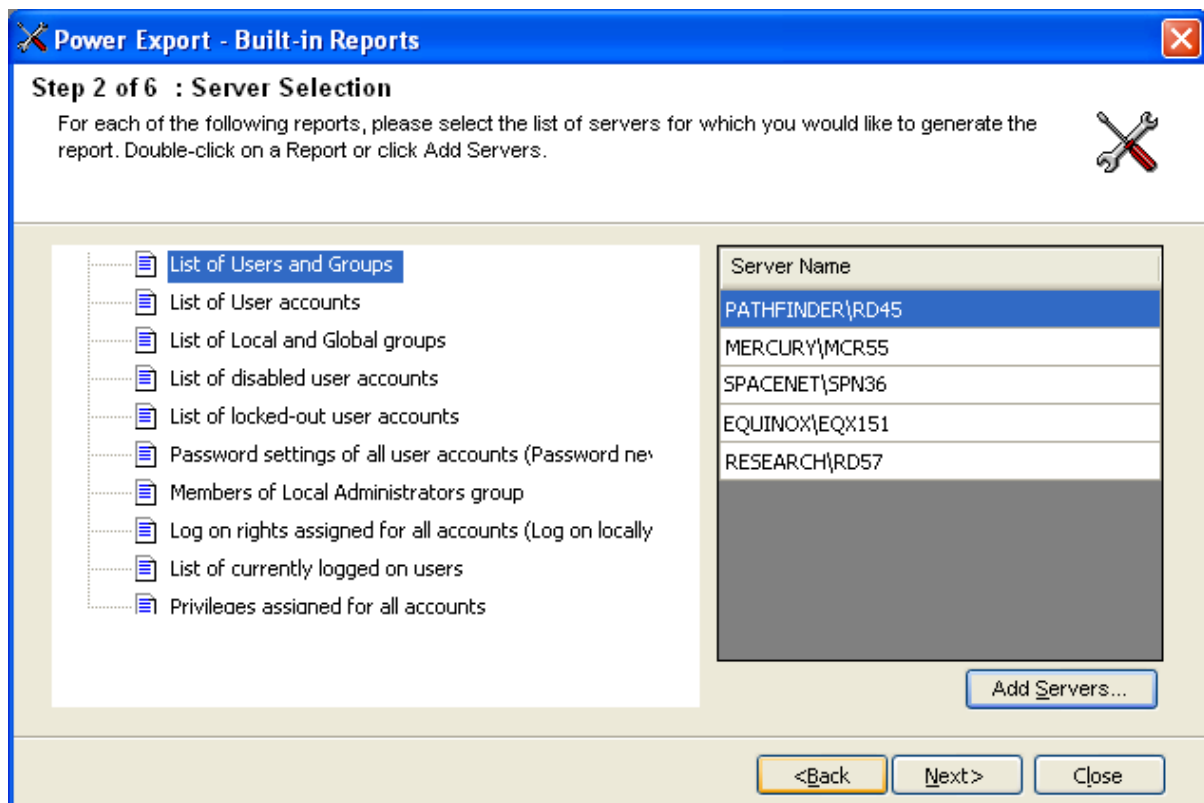 Power Export - Built-in Reports
Step 2 of 6 : Server Selection
For each of the following reports, please select the list of servers for which you would like to generate the
report. Double-click on a Report or click Add Servers.
List of Users and Groups
List of User accounts
List of Local and Global groups
List of disabled user accounts
List of locked-out user accounts
Password settings of all user accounts (Password nev
Members of Local Administrators group
Log on rights assigned for all accounts (Log on locally
List of currently logged on users
Privileges assigned for all accounts
Server Name
PATHFINDER\RD45
MERCURY\MCR55
SPACENET\SPN36
EQUINOX\EQX151
RESEARCH\RD57
Add Servers...
<Back
Next>
Close